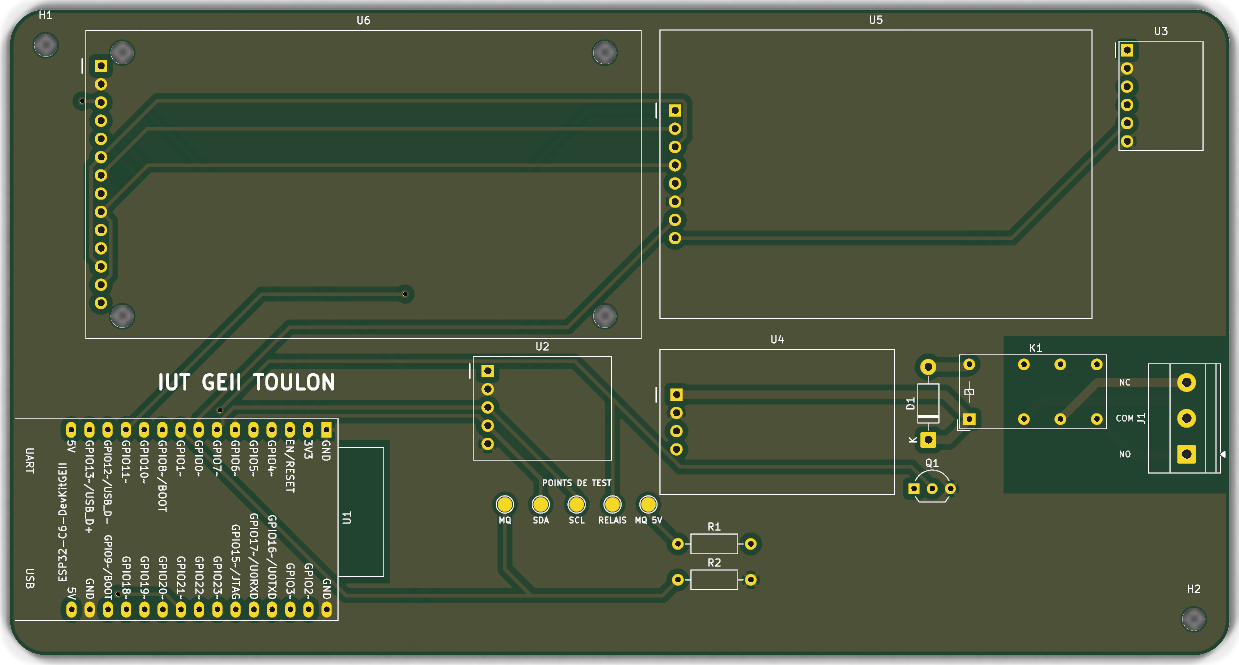 H1
U6
U5
U3
U2
U4
K1
IUT GEII TOULON
D1
K
NC
COM
NO
J1
Q1
UART
USB
ESP32-C6-DevKitGEII
5V
GPIO13-/USB_D+
GPIO12-/USB_D-
GPIO11-
GPIO10-
GPIO8-/BOOT
GPIO1-
GPIO0-
GPIO7-
GPIO6-
GPIO5-
GPIO4-
EN/RESET
3V3
GND
U1
5V
GND
GPIO9-/BOOT
GPIO18-
GPIO19-
GPIO20-
GPIO21-
GPIO22-
GPIO23-
GPIO15-/JTAG
GPIO17-/U0RXD
GPIO16-/U0TXD
GPIO3-
GPIO2-
GND
POINTS DE TEST
MQ
SDA
SCL
RELAIS
MQ 5V
R1
R2
H2